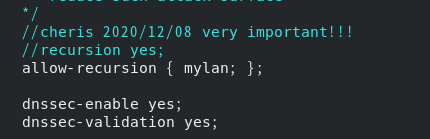 */
//cheris 2020/12/08 very important!!!
//recursion yes;
allow-recursion { mylan; };
dnssec-enable yes;
dnssec-validation yes;